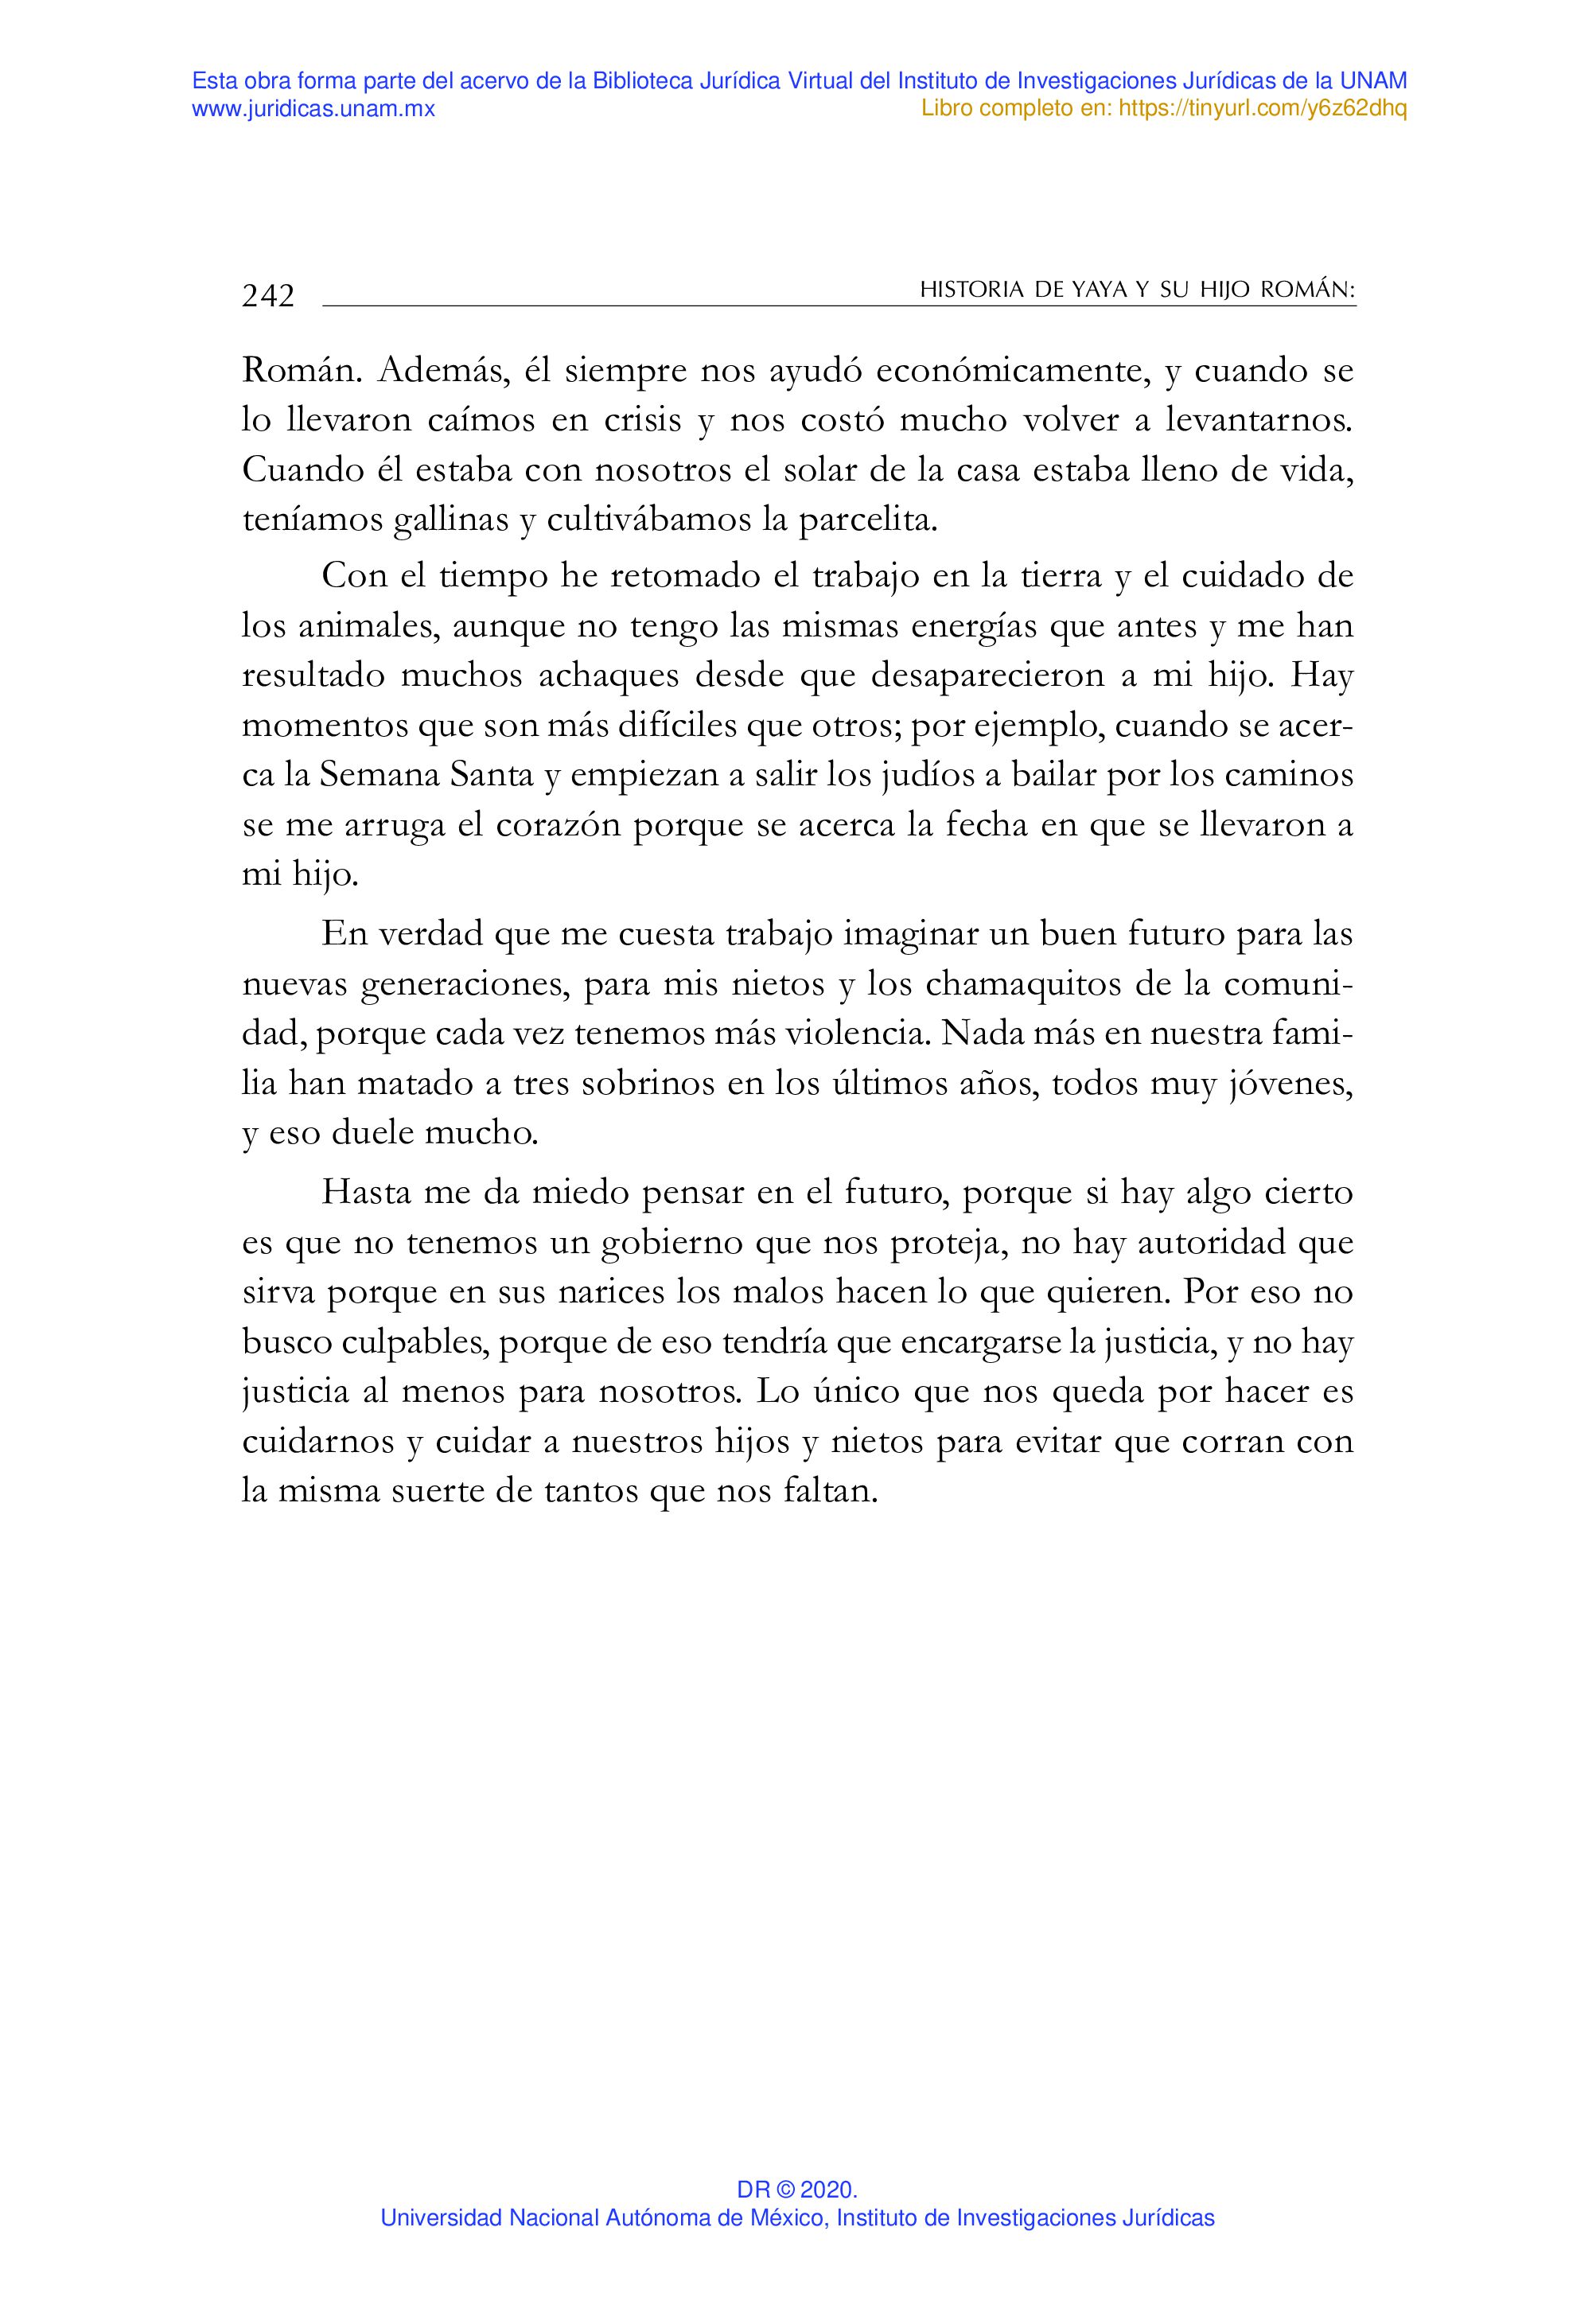 Esta obra forma parte del acervo de la Biblioteca Jurídica Virtual del Instituto de Investigaciones Jurídicas de la UNAM
www.juridicas.unam.mx
Libro completo en: https://tinyurl.com/y6z62dhq
242
HISTORIA DE YAYA Y SU HIJO ROMÁN:
Román. Además, él siempre nos ayudó económicamente, y cuando se
lo llevaron caímos en crisis y nos costó mucho volver a levantarnos.
Cuando él estaba con nosotros el solar de la casa estaba lleno de vida,
teníamos gallinas y cultivábamos la parcelita.
Con el tiempo he retomado el trabajo en la tierra y el cuidado de
los animales, aunque no tengo las mismas energías que antes y me han
resultado muchos achaques desde que desaparecieron a mi hijo. Hay
momentos que son más difíciles que otros; por ejemplo, cuando se acer-
ca la Semana Santa y empiezan a salir los judíos a bailar por los caminos
se me arruga el corazón porque se acerca la fecha en que se llevaron a
mi hijo.
En verdad que me cuesta trabajo imaginar un buen futuro para las
nuevas generaciones, para mis nietos y los chamaquitos de la comuni-
dad, porque cada vez tenemos más violencia. Nada más en nuestra fami-
lia han matado a tres sobrinos en los últimos años, todos muy jóvenes,
y eso duele mucho.
Hasta me da miedo pensar en el futuro, porque si hay algo cierto
es que no tenemos un gobierno que nos proteja, no hay autoridad que
sirva porque en sus narices los malos hacen lo que quieren. Por eso no
busco culpables, porque de eso tendría que encargarse la justicia, y no hay
justicia al menos para nosotros. Lo único que nos queda por hacer es
cuidarnos y cuidar a nuestros hijos y nietos para evitar que corran con
la misma suerte de tantos que nos faltan.
DR © 2020.
Universidad Nacional Autónoma de México, Instituto de Investigaciones Jurídicas